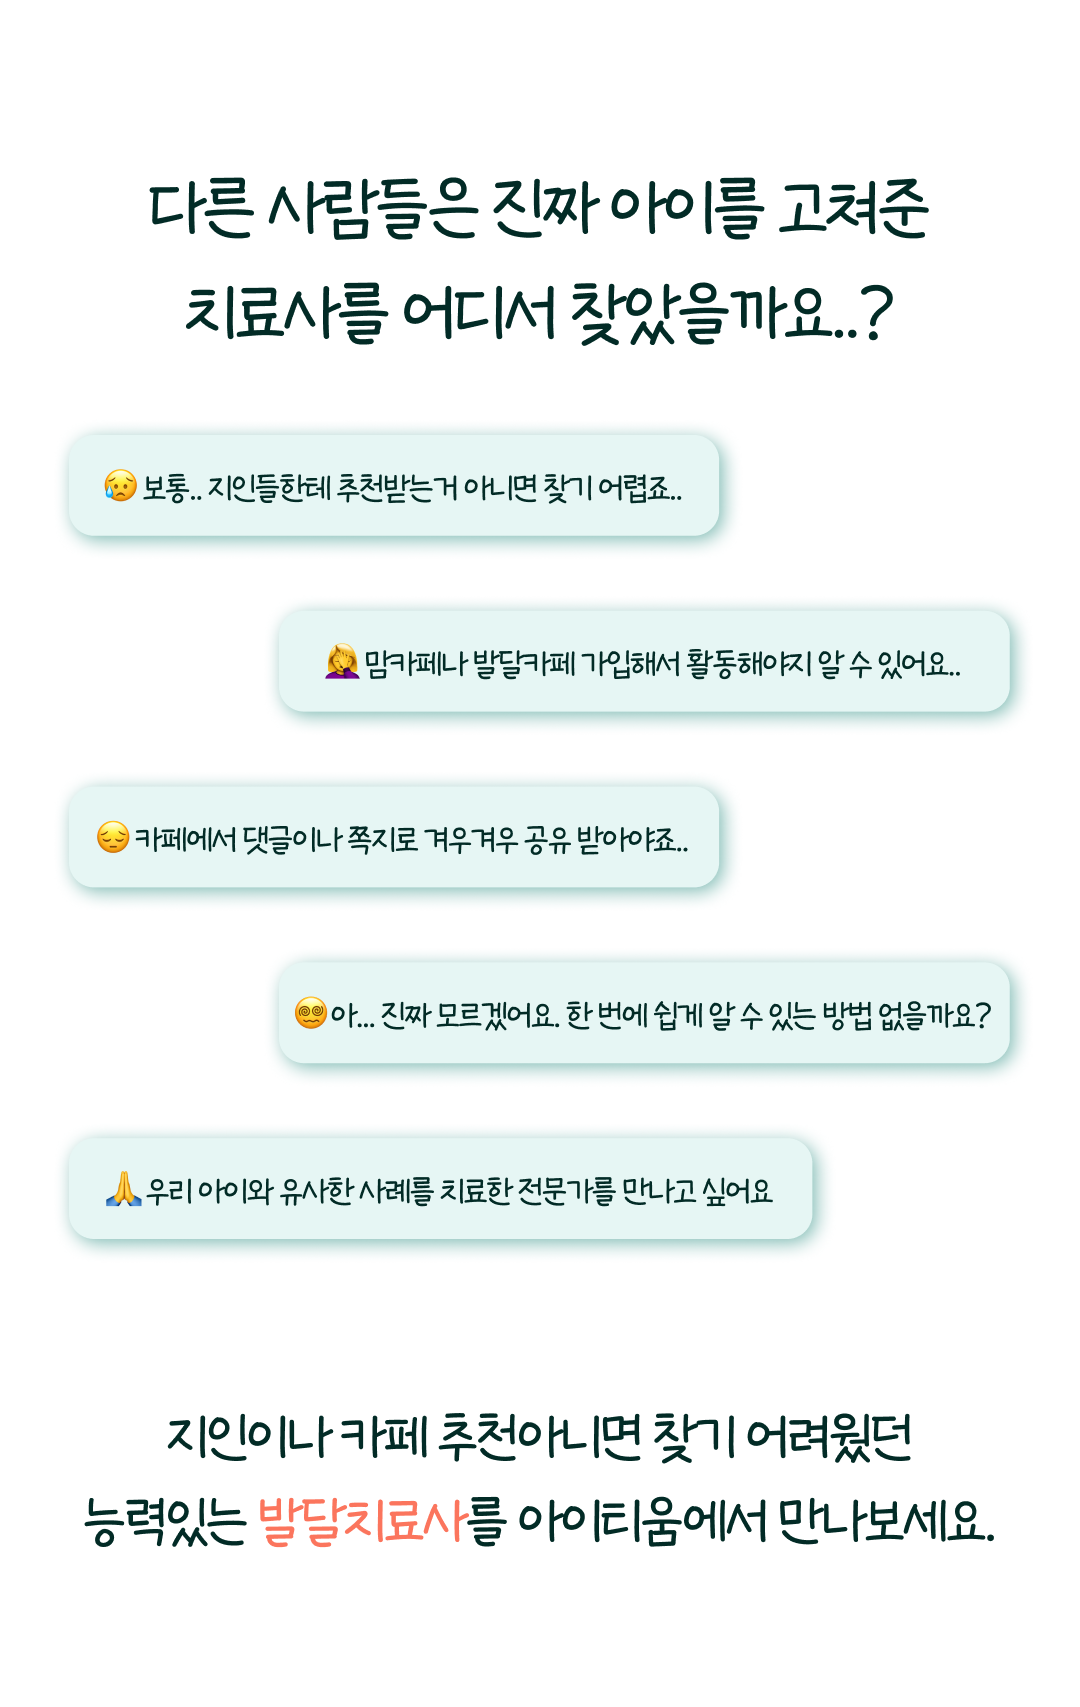 다른 사람들은 진짜 아이를 고쳐준
치료사를 어디서 찾았을까요..?
😥 보통.. 지인들한테 추천받는거 아니면 찾기 어렵죠..
🤦‍♀️ 맘카페나 발달카페 가입해서 활동해야지 알 수 있어요..
😔 카페에서 댓글이나 쪽지로 겨우겨우 공유 받아야죠..
😵‍💫 아... 진짜 모르겠어요. 한 번에 쉽게 알 수 있는 방법 없을까요?
🙏 우리 아이와 유사한 사례를 치료한 전문가를 만나고 싶어요
지인이나 카페 추천아니면 찾기 어려웠던
능력있는 발달치료사를 아이티움에서 만나보세요.